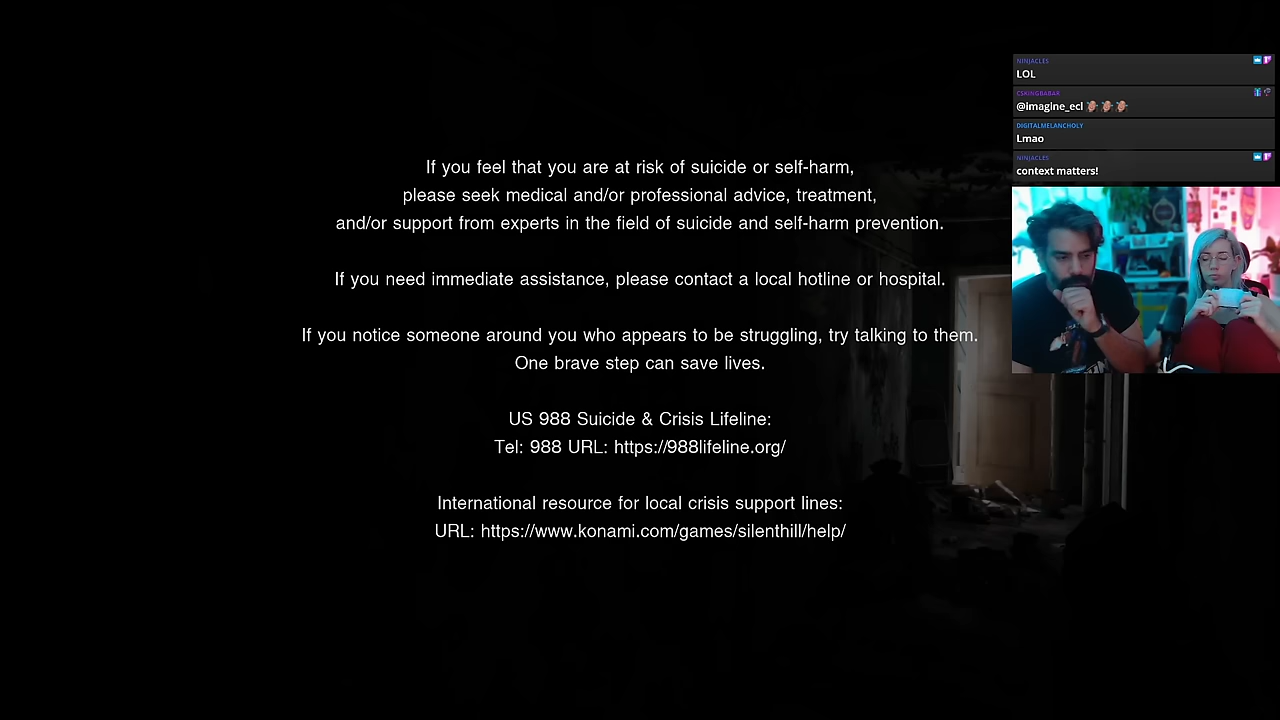 If you feel that you are at risk of suicide or self-harm,
please seek medical and/or professional advice, treatment,
and/or support from experts in the field of suicide and self-harm prevention.
If you need immediate assistance, please contact a local hotline or hospital.
If you notice someone around you who appears to be struggling, try talking to them.
One brave step can save lives.
US 988 Suicide & Crisis Lifeline:
Tel: 988 URL: https://988lifeline.org/
International resource for local crisis support lines:
URL: https://www.konami.com/games/silenthill/help/
NINJACLES
LOL
CSKINGBABAR
@imagine_ecl
DIGITALMELANCHOLY
Lmao
NINJACLES
context matters!